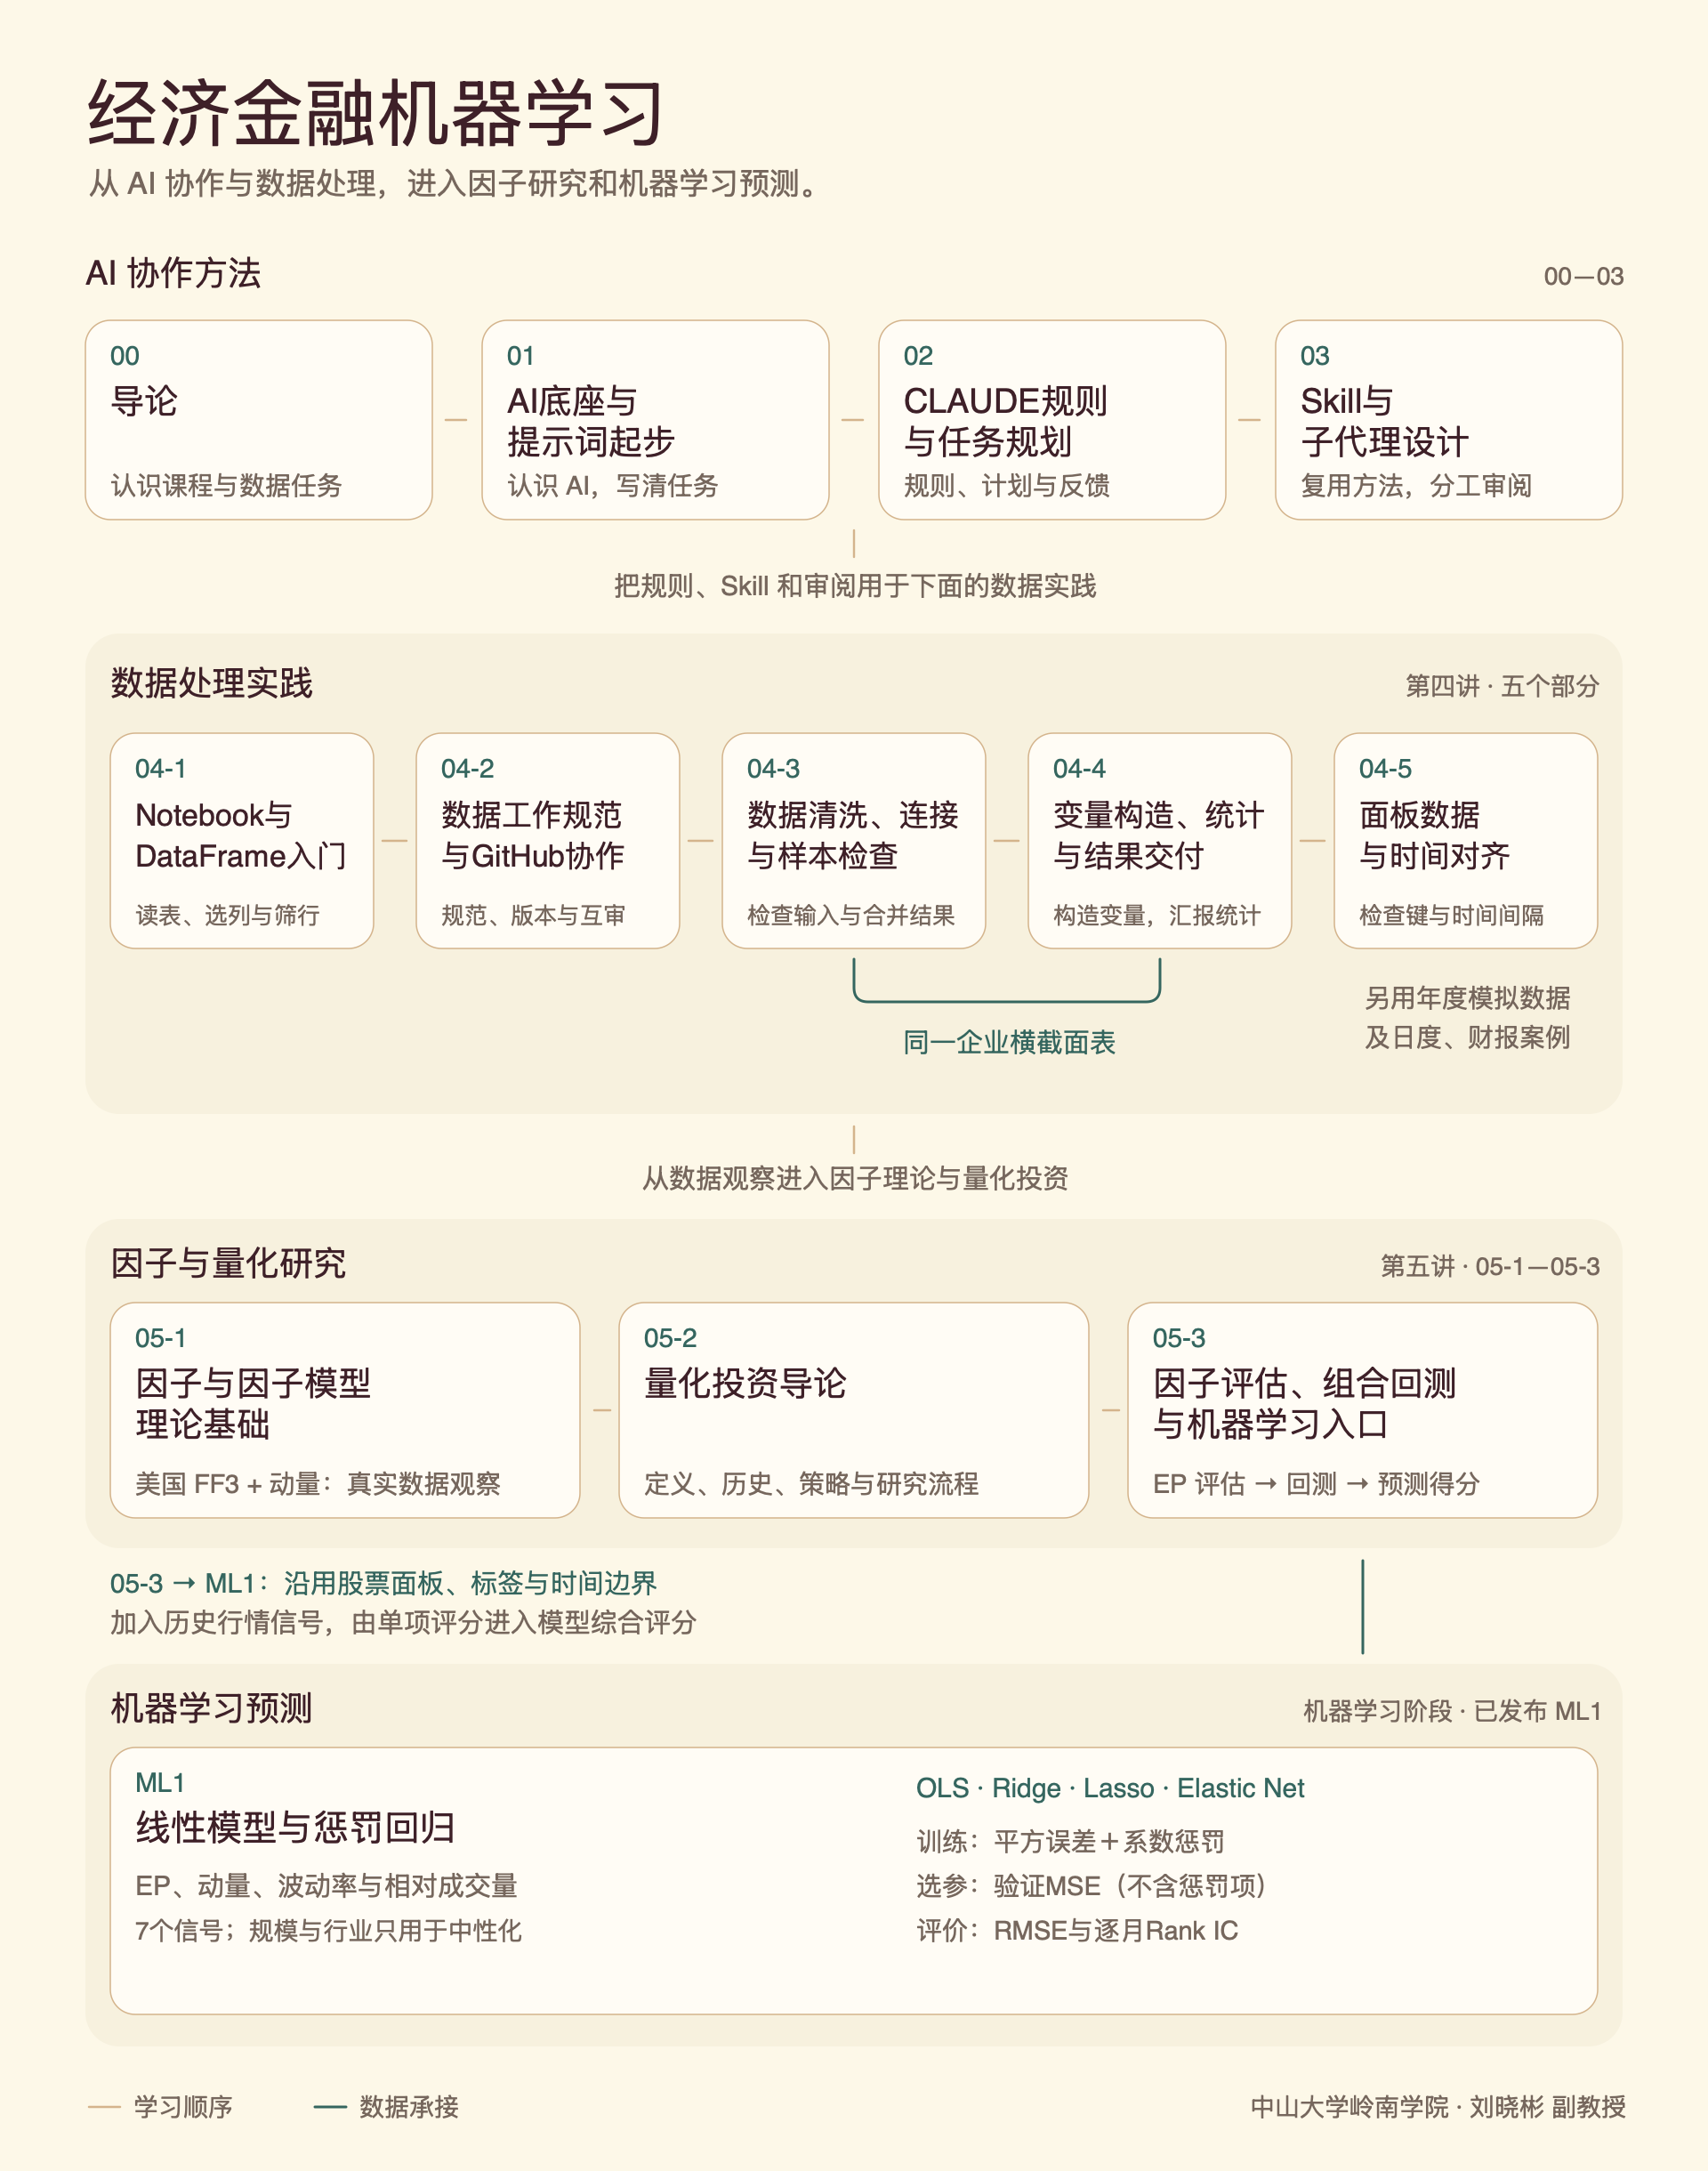 经济金融机器学习
从 AI 协作与数据处理，进入因子研究和机器学习预测。
AI 协作方法
00—03
00
导论
认识课程与数据任务
01
AI底座与
提示词起步
认识 AI，写清任务
02
CLAUDE规则
与任务规划
规则、计划与反馈
03
Skill与
子代理设计
复用方法，分工审阅
把规则、Skill 和审阅用于下面的数据实践
数据处理实践
第四讲 · 五个部分
04-1
Notebook与
DataFrame入门
读表、选列与筛行
04-2
数据工作规范
与GitHub协作
规范、版本与互审
04-3
数据清洗、连接
与样本检查
检查输入与合并结果
04-4
变量构造、统计
与结果交付
构造变量，汇报统计
04-5
面板数据
与时间对齐
检查键与时间间隔
同一企业横截面表
另用年度模拟数据
及日度、财报案例
从数据观察进入因子理论与量化投资
因子与量化研究
第五讲 · 05-1—05-3
05-1
因子与因子模型
理论基础
美国 FF3 + 动量：真实数据观察
05-2
量化投资导论
定义、历史、策略与研究流程
05-3
因子评估、组合回测
与机器学习入口
EP 评估 → 回测 → 预测得分
05-3 → ML1：沿用股票面板、标签与时间边界
加入历史行情信号，由单项评分进入模型综合评分
机器学习预测
机器学习阶段 · 已发布 ML1
ML1
线性模型与惩罚回归
EP、动量、波动率与相对成交量
7个信号；规模与行业只用于中性化
OLS · Ridge · Lasso · Elastic Net
训练：平方误差＋系数惩罚
选参：验证MSE（不含惩罚项）
评价：RMSE与逐月Rank IC
学习顺序
数据承接
中山大学岭南学院 · 刘晓彬 副教授